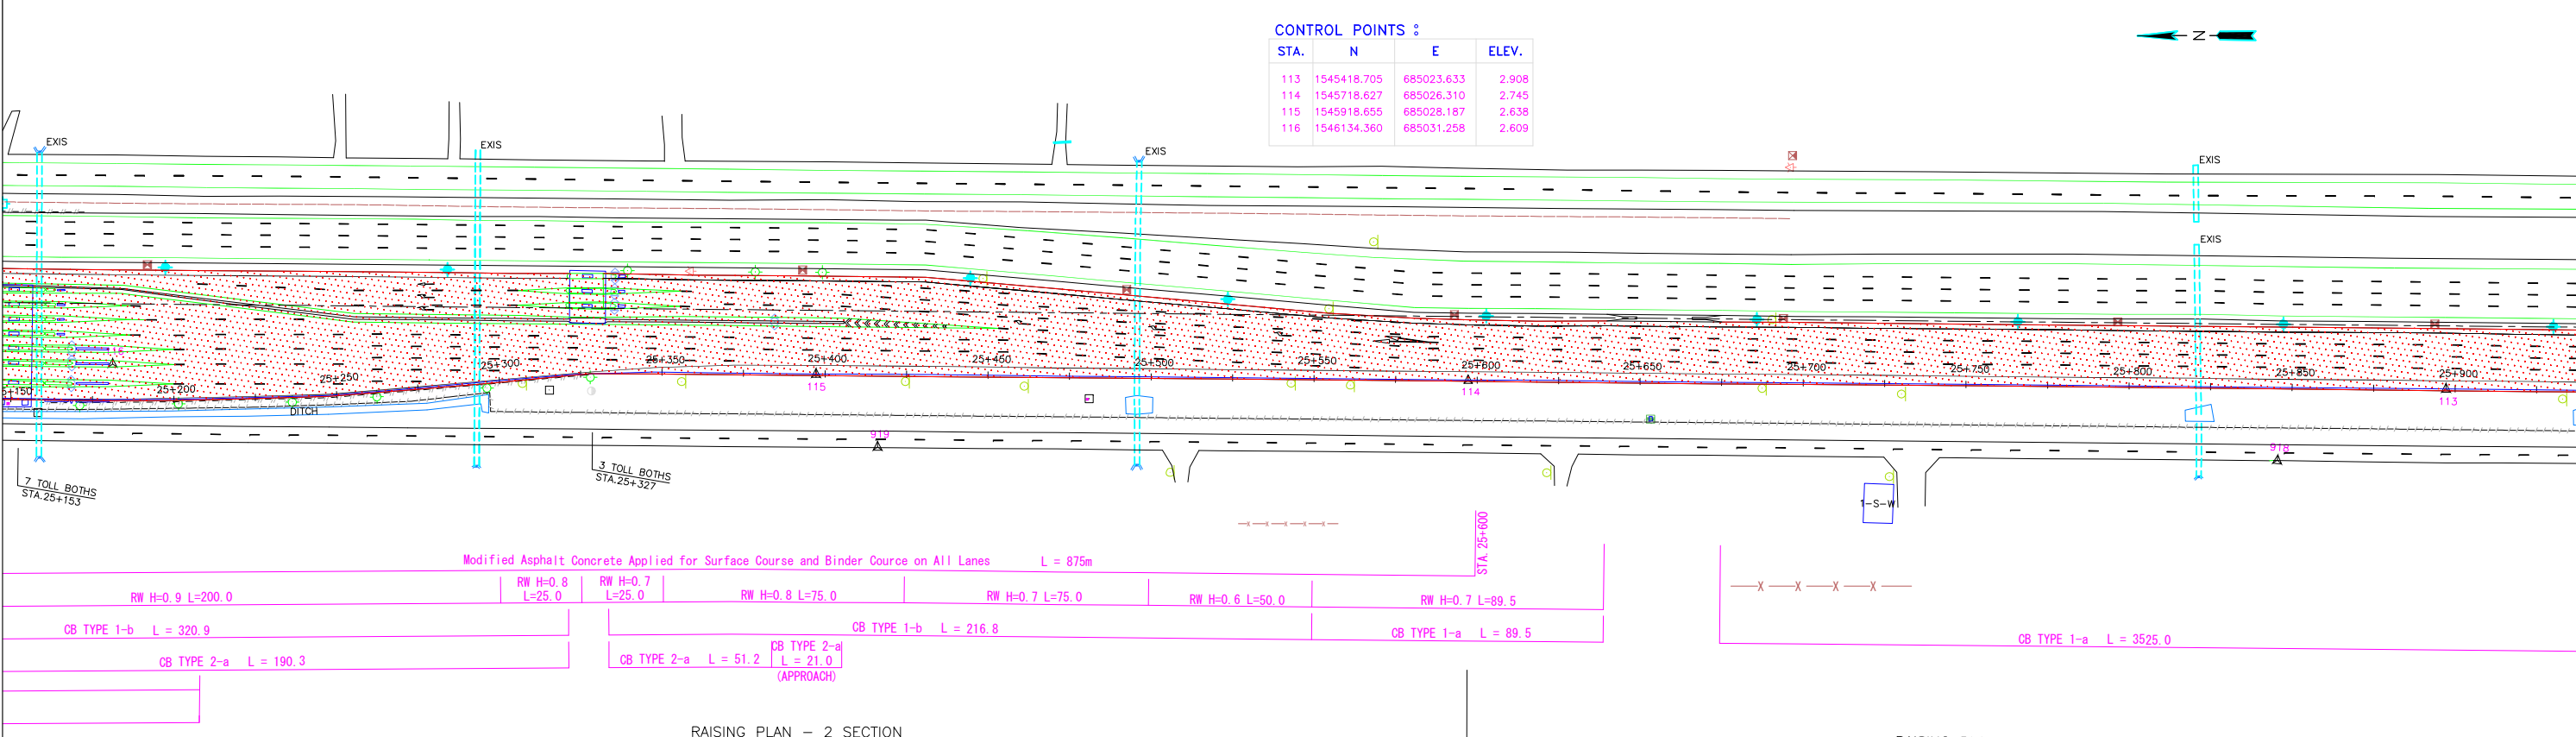 CONTROL POINTS :
STA. N E ELEV.
113 1545418.705 685023.633 2.908
114 1545718.627 685026.310 2.745
115 1545918.655 685028.187 2.638
116 1546134.360 685031.258 2.609
N
EXIS
EXIS
EXIS
EXIS
EXIS
25+200
25+250
25+300
25+350
25+400
25+450
25+500
25+550
25+600
25+650
25+700
25+750
25+800
25+850
25+900
115
114
113
DITCH
919
918
7 TOLL BOTHS
STA.25+153
3 TOLL BOTHS
STA.25+327
1-S-W
STA. 25+600
Modified Asphalt Concrete Applied for Surface Course and Binder Cource on All Lanes L = 875m
RW H=0.9 L=200.0
RW H=0.8
L=25.0
RW H=0.7
L=25.0
RW H=0.8 L=75.0
RW H=0.7 L=75.0
RW H=0.6 L=50.0
RW H=0.7 L=89.5
CB TYPE 1-b L = 320.9
CB TYPE 1-b L = 216.8
CB TYPE 1-a L = 89.5
CB TYPE 1-a L = 3525.0
CB TYPE 2-a L = 190.3
CB TYPE 2-a L = 51.2
CB TYPE 2-a
L = 21.0
(APPROACH)
RAISING PLAN - 2 SECTION